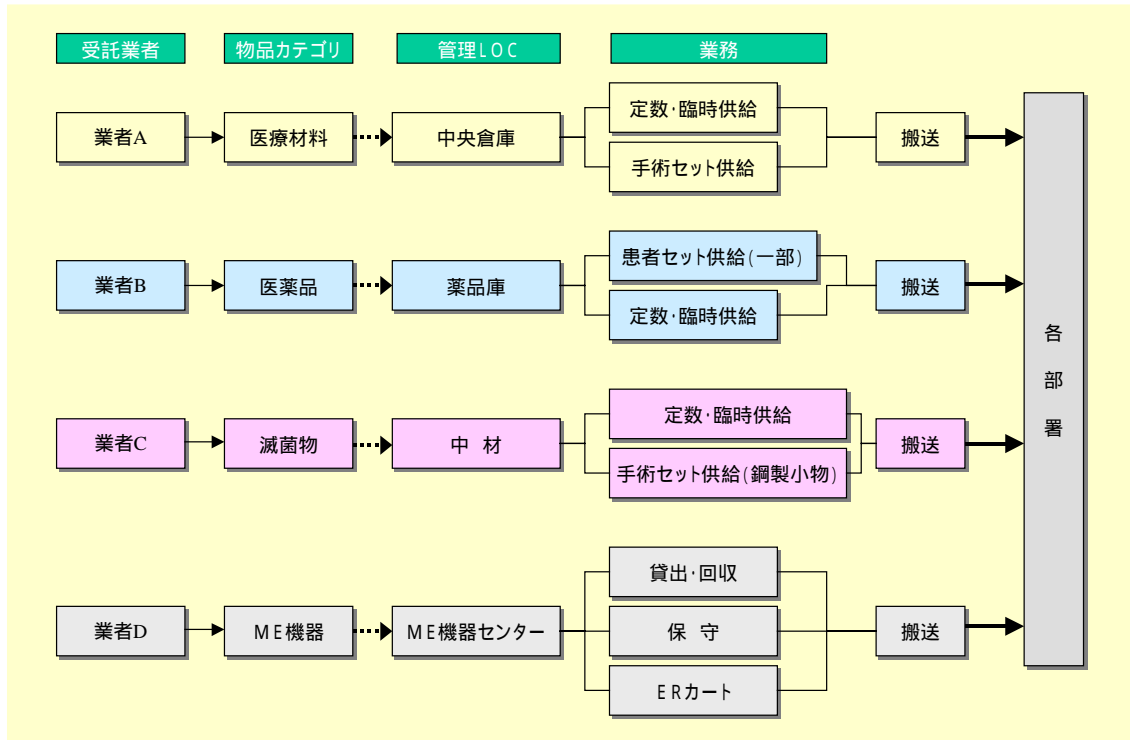 受託業者
物品カテゴリ
管理LOC
業務
業者A
医療材料
中央倉庫
定数･臨時供給
手術セット供給
搬送
業者B
医薬品
薬品庫
患者セット供給(一部)
定数･臨時供給
搬送
業者C
滅菌物
中 材
定数･臨時供給
手術セット供給(鋼製小物)
搬送
業者D
ME機器
ME機器センター
貸出･回収
保 守
ERカート
搬送
各
部
署